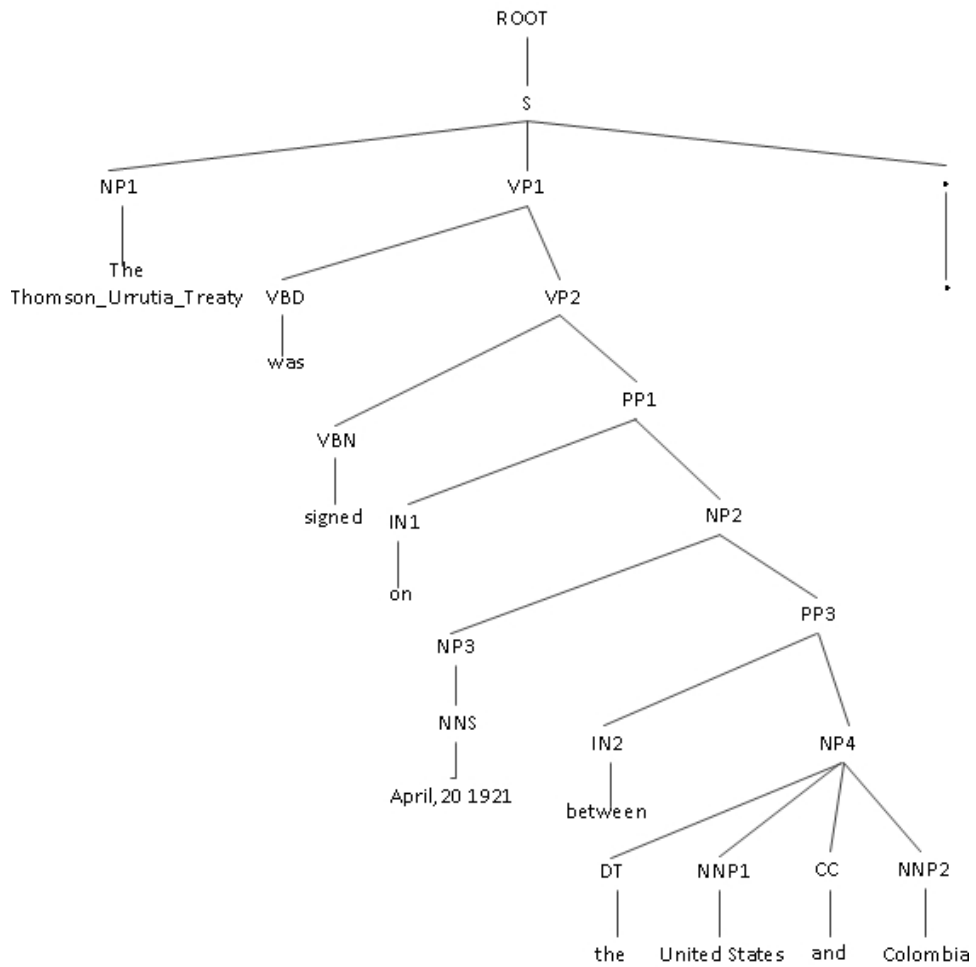 ROOT
S
NP1 VP1 .
The
Thomson_Urrutia_Treaty VBD VP2 .
was
PP1
VBN
signed IN1 NP2
on
PP3
NP3
NNS
IN2 NP4
April,20 1921
between
DT NNP1 CC NNP2
the United States and Colombia